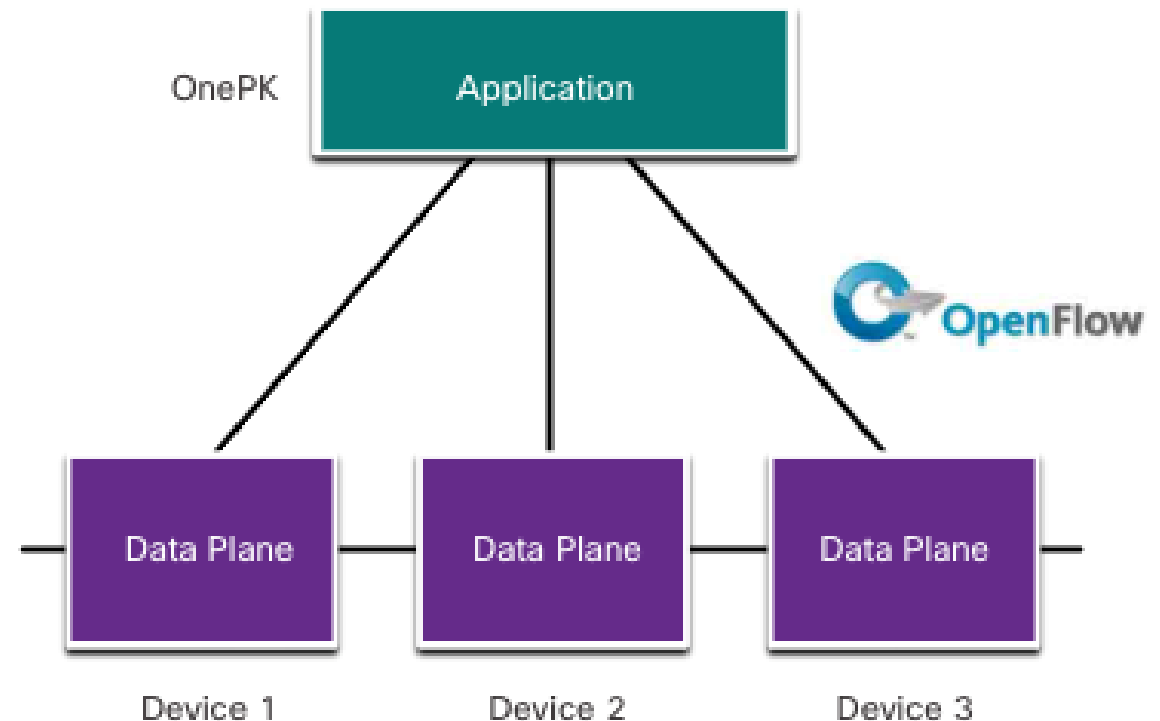 OnePK
Application
OpenFlow
Data Plane
Data Plane
Data Plane
Device 1
Device 2
Device 3